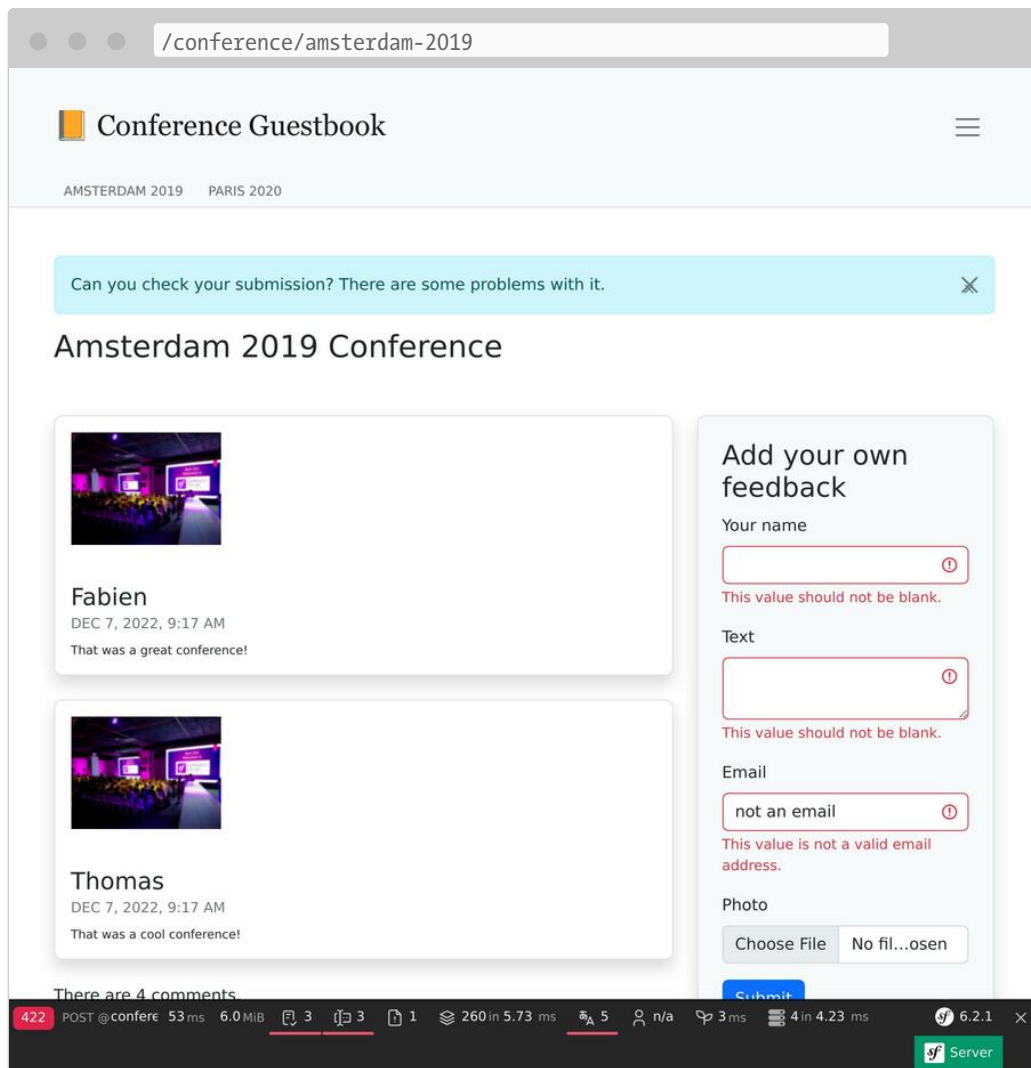 /conference/amsterdam-2019
Conference Guestbook
AMSTERDAM 2019 PARIS 2020
Can you check your submission? There are some problems with it.
Amsterdam 2019 Conference
Fabien
DEC 7, 2022, 9:17 AM
That was a great conference!
Thomas
DEC 7, 2022, 9:17 AM
That was a cool conference!
There are 4 comments.
Add your own
feedback
Your name
This value should not be blank.
Text
This value should not be blank.
Email
not an email
This value is not a valid email
address.
Photo
Choose File No fil...osen
Submit
422 POST @ confere 53 ms 6.0 MiB 3 3 1 260 in 5.73 ms 5 n/a 3 ms 4 in 4.23 ms sf 6.2.1
sf Server